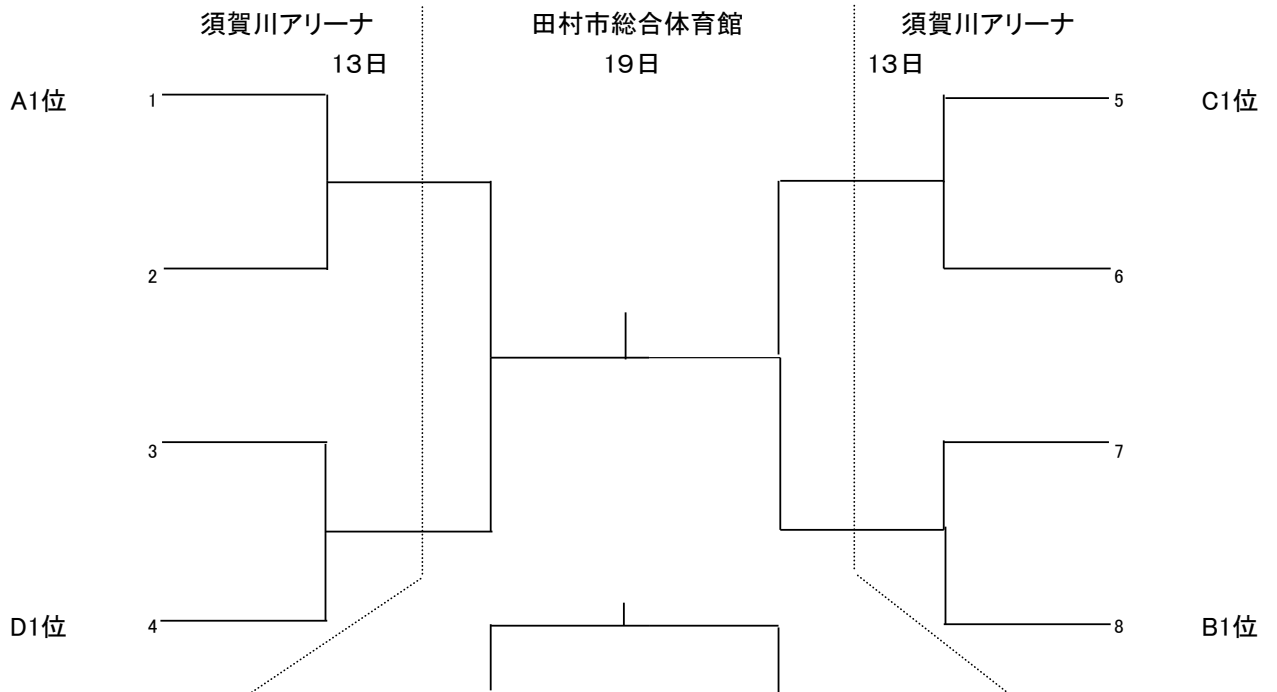 須賀川アリーナ 田村市総合体育館 須賀川アリーナ
13日 19日 13日
A1位 1 5 C1位
2 6
3 7
D1位 4 8 B1位